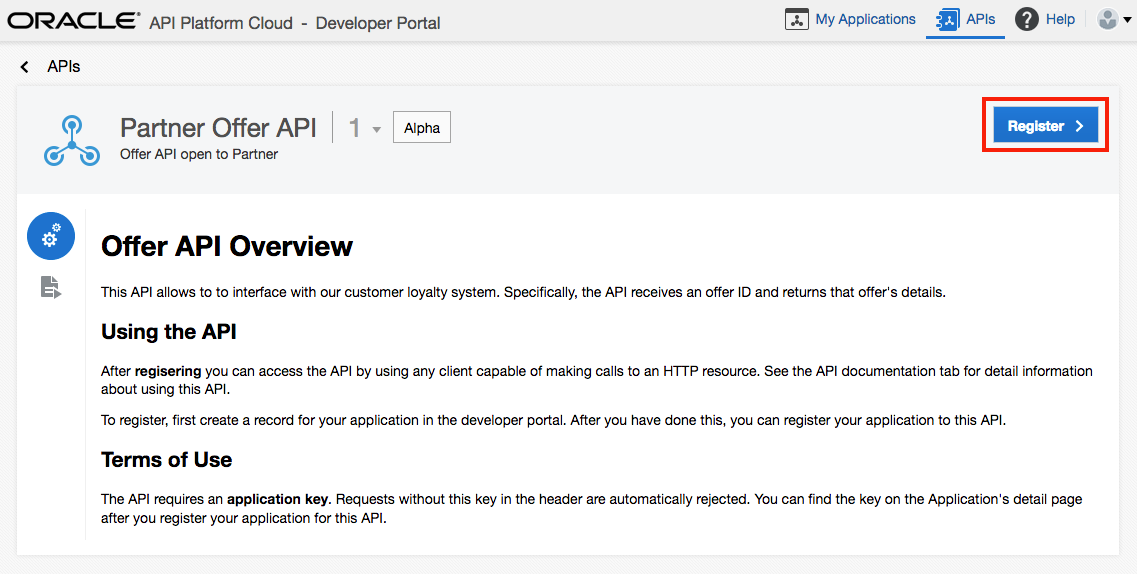 ORACLE® API Platform Cloud - Developer Portal My Applications APIs ? Help
APIs
Partner Offer API 1 Alpha
Register
Offer API open to Partner
Offer API Overview
This API allows to to interface with our customer loyalty system. Specifically, the API receives an offer ID and returns that offer's details.
Using the API
After regisering you can access the API by using any client capable of making calls to an HTTP resource. See the API documentation tab for detail information
about using this API.
To register, first create a record for your application in the developer portal. After you have done this, you can register your application to this API.
Terms of Use
The API requires an application key. Requests without this key in the header are automatically rejected. You can find the key on the Application's detail page
after you register your application for this API.